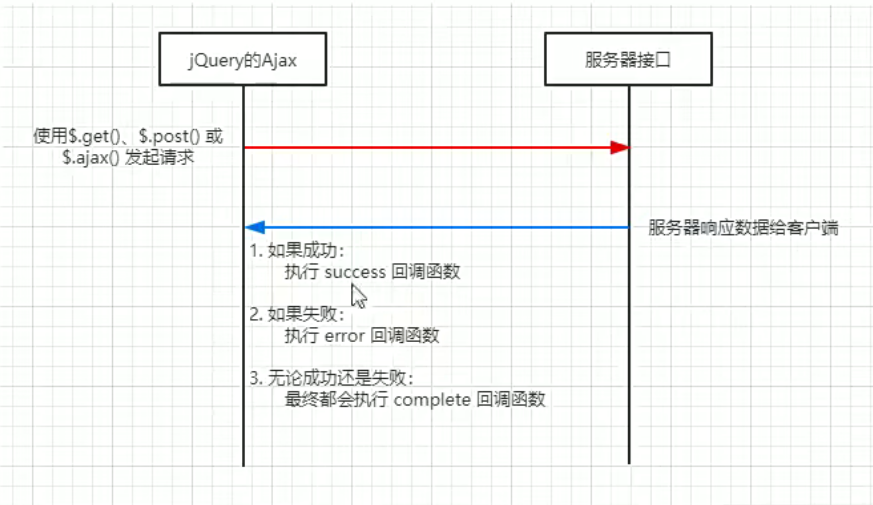 jQuery的Ajax
服务器接口
使用$.get()、$.post() 或
$.ajax() 发起请求
服务器响应数据给客户端
1. 如果成功：
执行 success 回调函数
2. 如果失败：
执行 error 回调函数
3. 无论成功还是失败：
最终都会执行 complete 回调函数